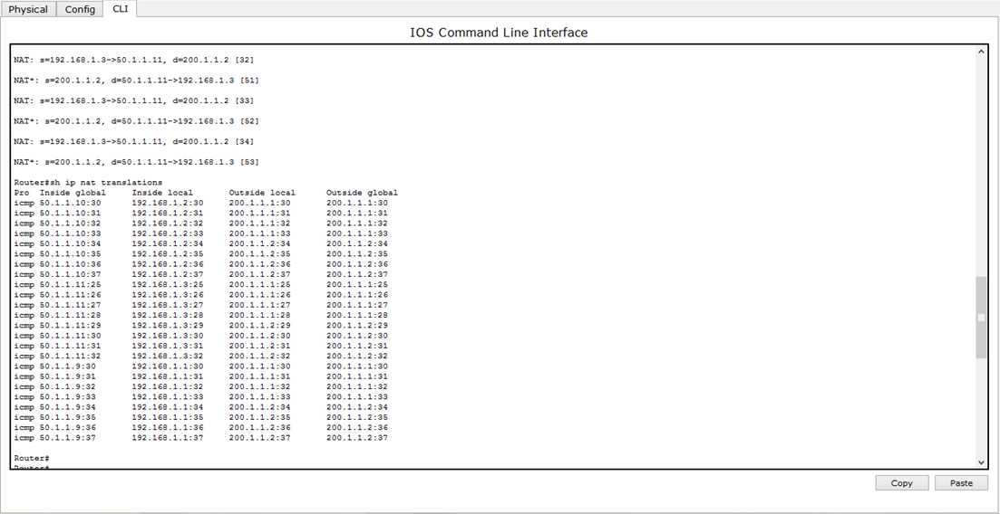 Physical Config CLI
IOS Command Line Interface
NAT: s=192.168.1.3->50.1.1.11, d=200.1.1.2 [32]
NAT*: s=200.1.1.2, d=50.1.1.11->192.168.1.3 [51]
NAT: s=192.168.1.3->50.1.1.11, d=200.1.1.2 [33]
NAT*: s=200.1.1.2, d=50.1.1.11->192.168.1.3 [52]
NAT: s=192.168.1.3->50.1.1.11, d=200.1.1.2 [34]
NAT*: s=200.1.1.2, d=50.1.1.11->192.168.1.3 [53]
Router#sh ip nat translations
Pro Inside global Inside local Outside local Outside global
icmp 50.1.1.10:30 192.168.1.2:30 200.1.1.1:30 200.1.1.1:30
icmp 50.1.1.10:31 192.168.1.2:31 200.1.1.1:31 200.1.1.1:31
icmp 50.1.1.10:32 192.168.1.2:32 200.1.1.1:32 200.1.1.1:32
icmp 50.1.1.10:33 192.168.1.2:33 200.1.1.1:33 200.1.1.1:33
icmp 50.1.1.10:34 192.168.1.2:34 200.1.1.2:34 200.1.1.2:34
icmp 50.1.1.10:35 192.168.1.2:35 200.1.1.2:35 200.1.1.2:35
icmp 50.1.1.10:36 192.168.1.2:36 200.1.1.2:36 200.1.1.2:36
icmp 50.1.1.10:37 192.168.1.2:37 200.1.1.2:37 200.1.1.2:37
icmp 50.1.1.11:25 192.168.1.3:25 200.1.1.1:25 200.1.1.1:25
icmp 50.1.1.11:26 192.168.1.3:26 200.1.1.1:26 200.1.1.1:26
icmp 50.1.1.11:27 192.168.1.3:27 200.1.1.1:27 200.1.1.1:27
icmp 50.1.1.11:28 192.168.1.3:28 200.1.1.1:28 200.1.1.1:28
icmp 50.1.1.11:29 192.168.1.3:29 200.1.1.2:29 200.1.1.2:29
icmp 50.1.1.11:30 192.168.1.3:30 200.1.1.2:30 200.1.1.2:30
icmp 50.1.1.11:31 192.168.1.3:31 200.1.1.2:31 200.1.1.2:31
icmp 50.1.1.11:32 192.168.1.3:32 200.1.1.2:32 200.1.1.2:32
icmp 50.1.1.9:30 192.168.1.1:30 200.1.1.1:30 200.1.1.1:30
icmp 50.1.1.9:31 192.168.1.1:31 200.1.1.1:31 200.1.1.1:31
icmp 50.1.1.9:32 192.168.1.1:32 200.1.1.1:32 200.1.1.1:32
icmp 50.1.1.9:33 192.168.1.1:33 200.1.1.1:33 200.1.1.1:33
icmp 50.1.1.9:34 192.168.1.1:34 200.1.1.2:34 200.1.1.2:34
icmp 50.1.1.9:35 192.168.1.1:35 200.1.1.2:35 200.1.1.2:35
icmp 50.1.1.9:36 192.168.1.1:36 200.1.1.2:36 200.1.1.2:36
icmp 50.1.1.9:37 192.168.1.1:37 200.1.1.2:37 200.1.1.2:37
Router#
Router#
Copy Paste